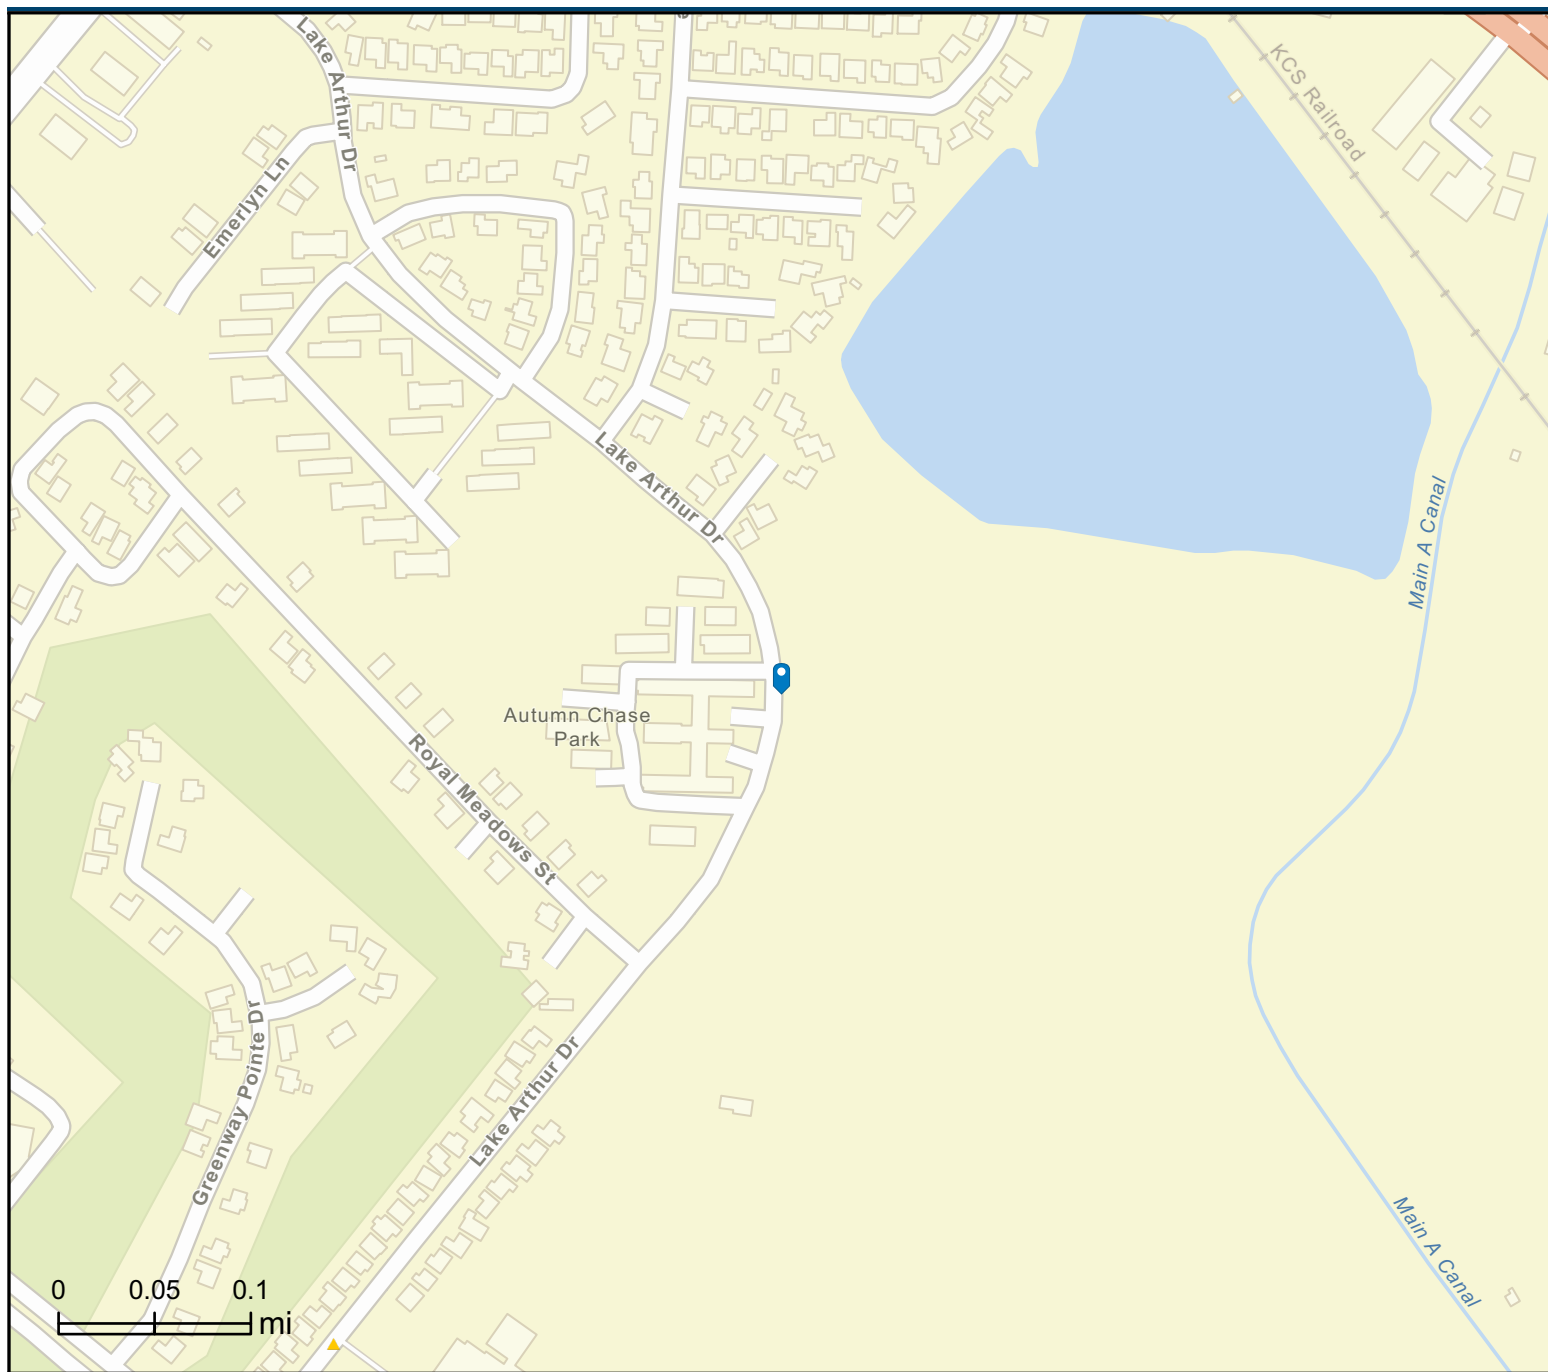 Lake Arthur Dr
KCS Railroad
Emerlyn Ln
Lake Arthur Dr
Main A Canal
Autumn Chase
Park
Royal Meadows St
Greenway Pointe Dr
Lake Arthur Dr
Main A Canal
0 0.05 0.1
mi